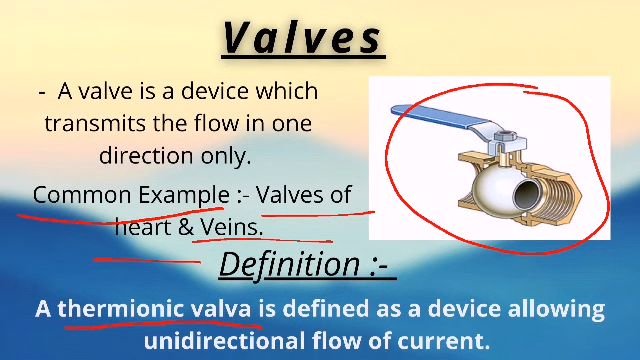 Valves
- A valve is a device which
transmits the flow in one
direction only.
Common Example :- Valves of
heart & Veins.
Definition :-
A thermionic valva is defined as a device allowing
unidirectional flow of current.